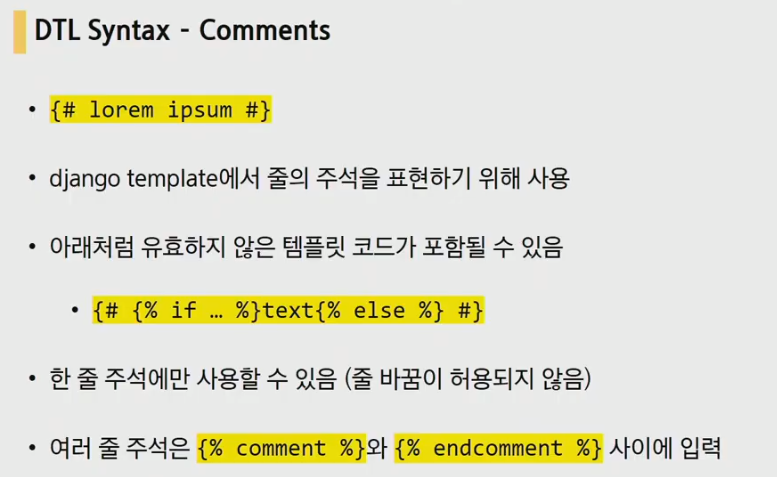 DTL Syntax - Comments
• {# lorem ipsum #}
• django template에서 줄의 주석을 표현하기 위해 사용
• 아래처럼 유효하지 않은 템플릿 코드가 포함될 수 있음
• {# {% if … %}text{% else %} #}
• 한 줄 주석에만 사용할 수 있음 (줄 바꿈이 허용되지 않음)
• 여러 줄 주석은 {% comment %}와 {% endcomment %} 사이에 입력